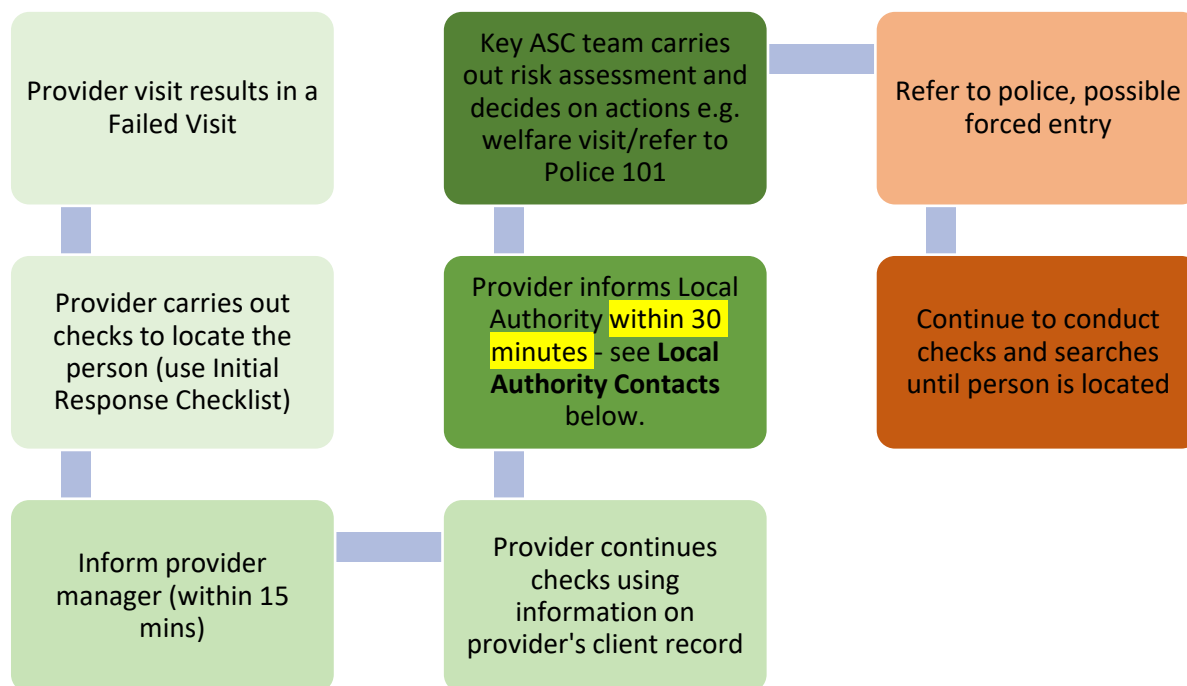 Provider visit results in a
Failed Visit
Provider carries out
checks to locate the
person (use Initial
Response Checklist)
Inform provider
manager (within 15
mins)
Provider continues
checks using
information on
provider's client record
Provider informs Local
Authority within 30
minutes - see Local
Authority Contacts
below.
Key ASC team carries
out risk assessment and
decides on actions e.g.
welfare visit/refer to
Police 101
Refer to police, possible
forced entry
Continue to conduct
checks and searches
until person is located